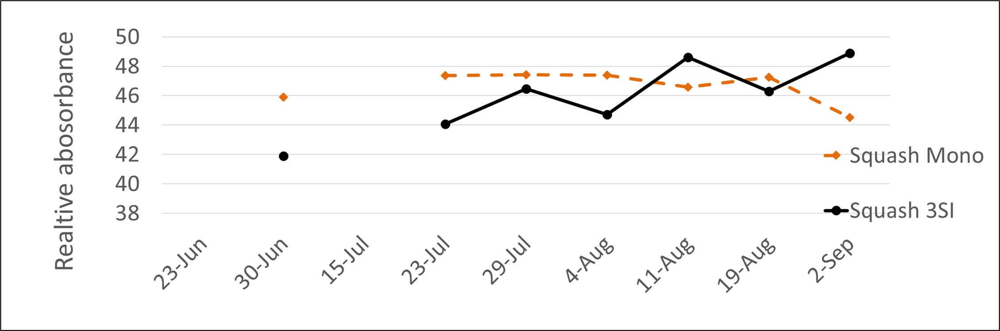 Realtive abosorbance
50
48
46
44
42
40
38
23-Jun
30-Jun
15-Jul
23-Jul
29-Jul
4-Aug
11-Aug
19-Aug
2-Sep
Squash Mono
Squash 3SI